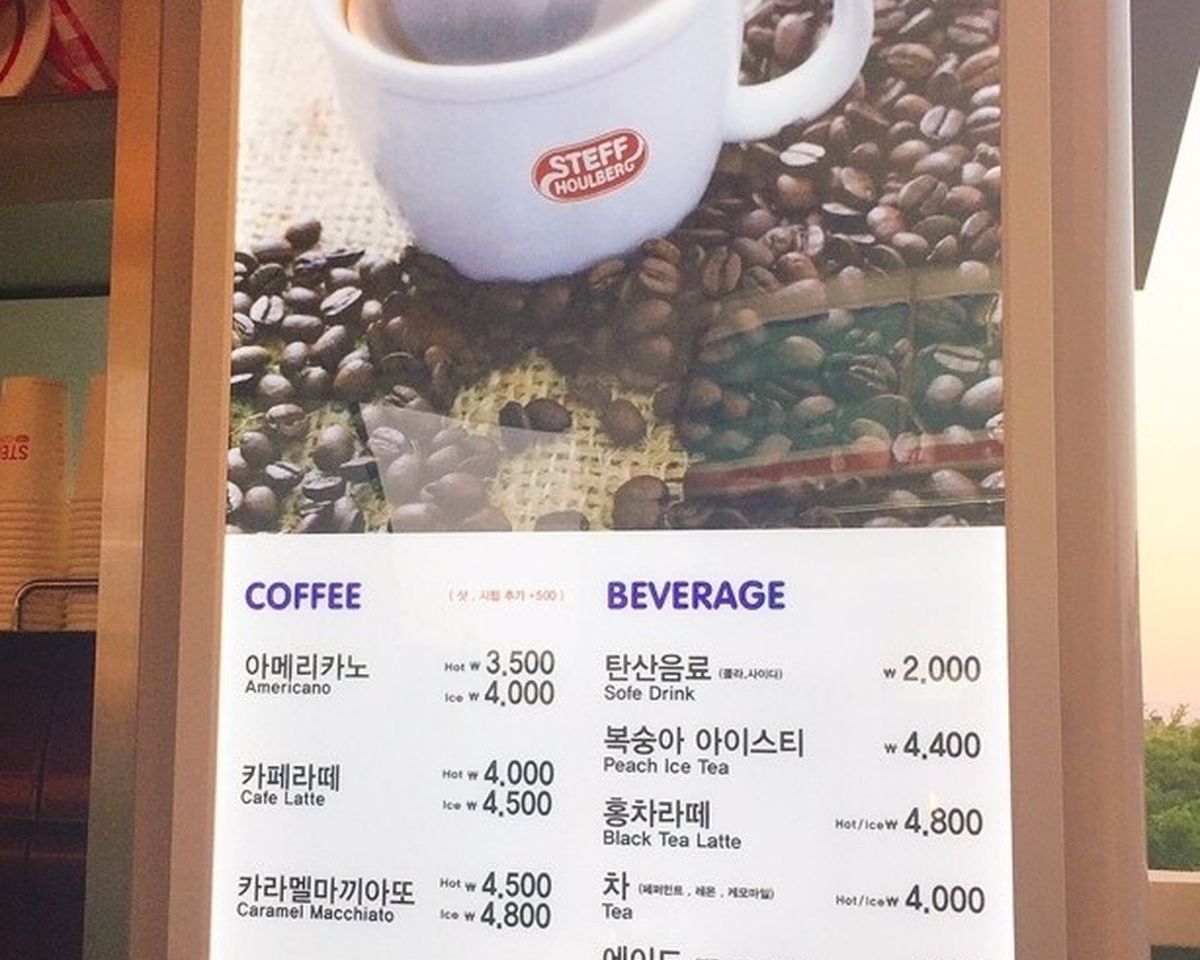 STEFF
HOULBERG
STE
COFFEE
( 샷 , 시럽 추가 +500 )
아메리카노
Americano
Hot ₩ 3,500
Ice ₩ 4,000
카페라떼
Cafe Latte
Hot ₩ 4,000
Ice ₩ 4,500
카라멜마끼아또
Caramel Macchiato
Hot ₩ 4,500
Ice ₩ 4,800
BEVERAGE
탄산음료 (콜라,사이다) ₩ 2,000
Sofe Drink
복숭아 아이스티 ₩ 4,400
Peach Ice Tea
홍차라떼 Hot/Ice₩ 4,800
Black Tea Latte
차 (페퍼민트 , 레몬 , 케모마일) Hot/Ice₩ 4,000
Tea
에이드